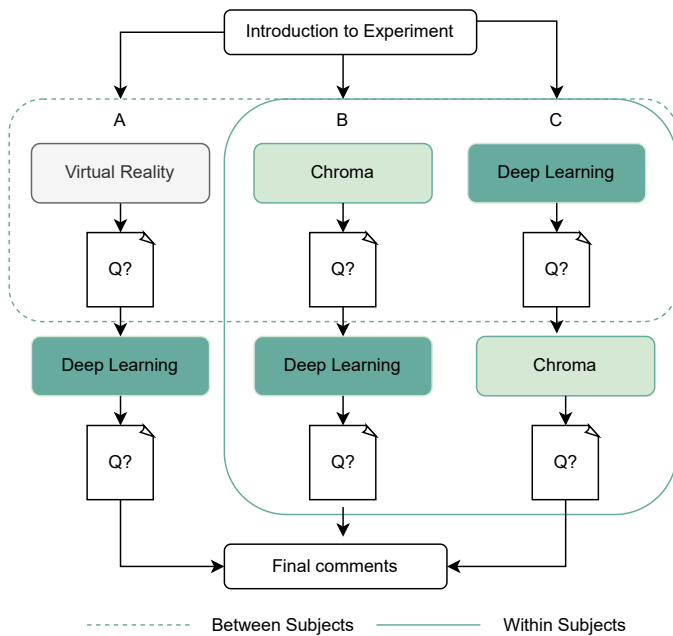 Introduction to Experiment
A
B
C
Virtual Reality
Chroma
Deep Learning
Q?
Q?
Q?
Deep Learning
Deep Learning
Chroma
Q?
Q?
Q?
Final comments
Between Subjects
Within Subjects